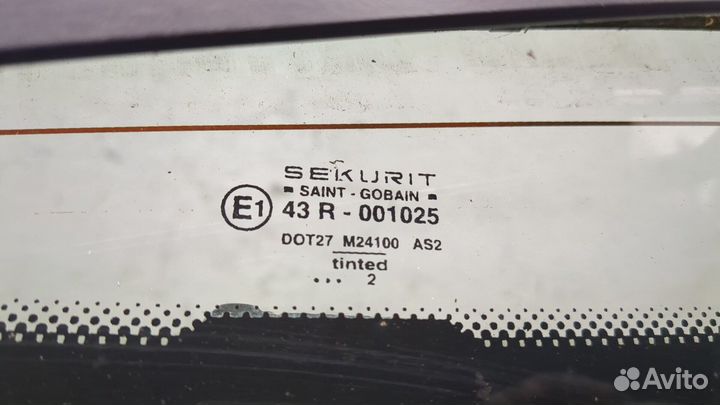 SEKURIT
SAINT - GOBAIN
E1 43 R - 001025
DOT27 M24100 AS2
tinted
... 2
Avito